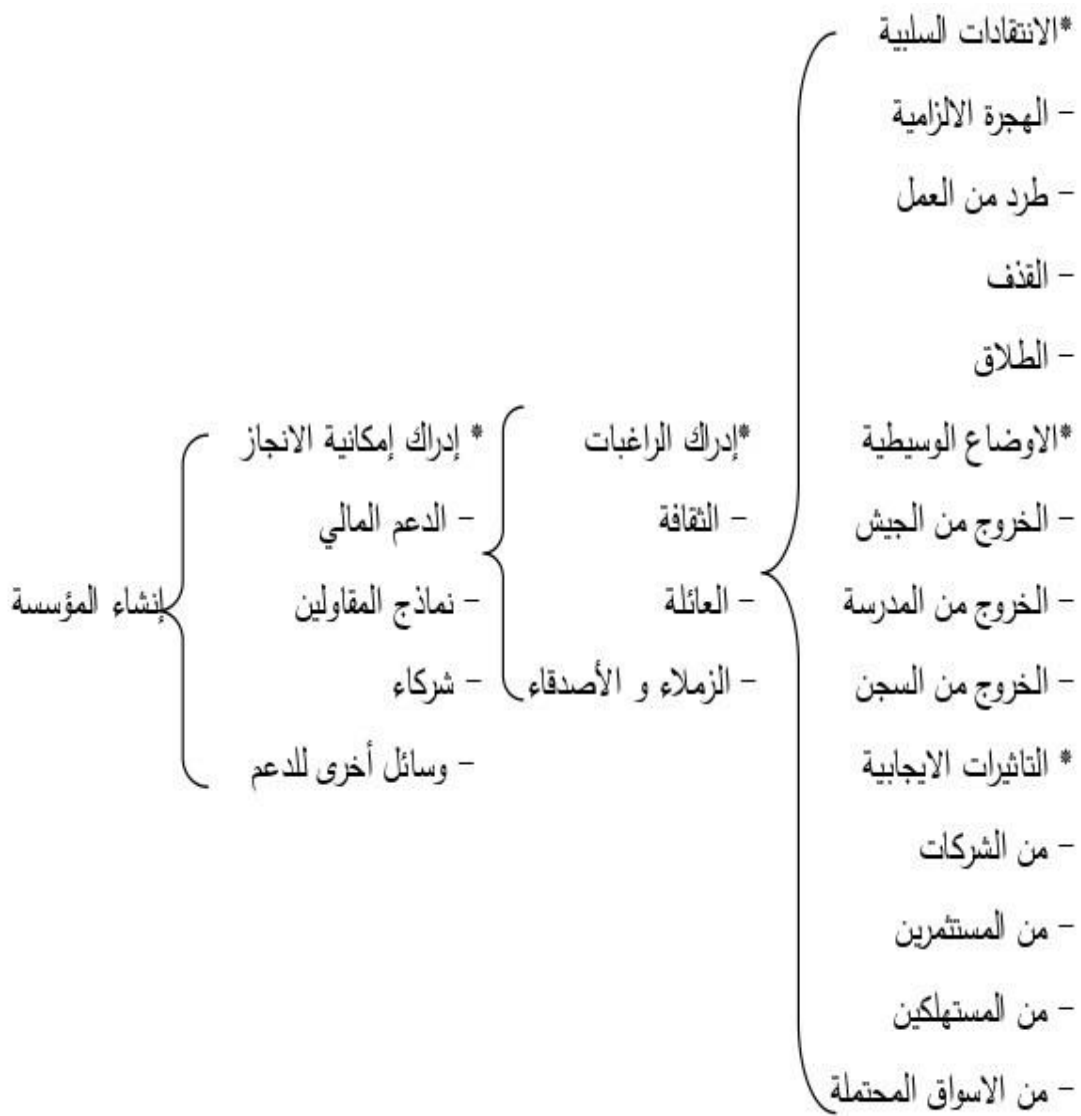 *الانتقادات السلبية
- الهجرة الالزامية
- طرد من العمل
- القذف
- الطلاق
*الاوضاع الوسيطية
- الخروج من الجيش
- الخروج من المدرسة
- الخروج من السجن
* التاثيرات الايجابية
- من الشركات
- من المستثمرين
- من المستهلكين
- من الاسواق المحتملة
*إدراك الراغبات
- الثقافة
- العائلة
- الزملاء و الأصدقاء
* إدراك إمكانية الانجاز
- الدعم المالي
- نماذج المقاولين
- شركاء
- وسائل أخرى للدعم
إنشاء المؤسسة